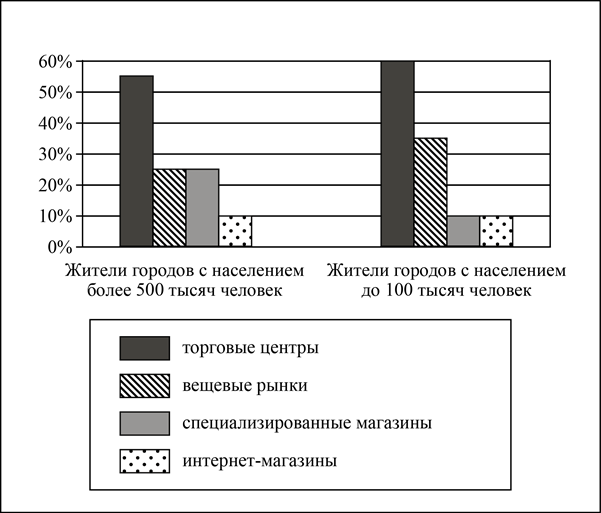 60%
50%
40%
30%
20%
10%
0%
Жители городов с населением
более 500 тысяч человек
Жители городов с населением
до 100 тысяч человек
торговые центры
вещевые рынки
специализированные магазины
интернет-магазины